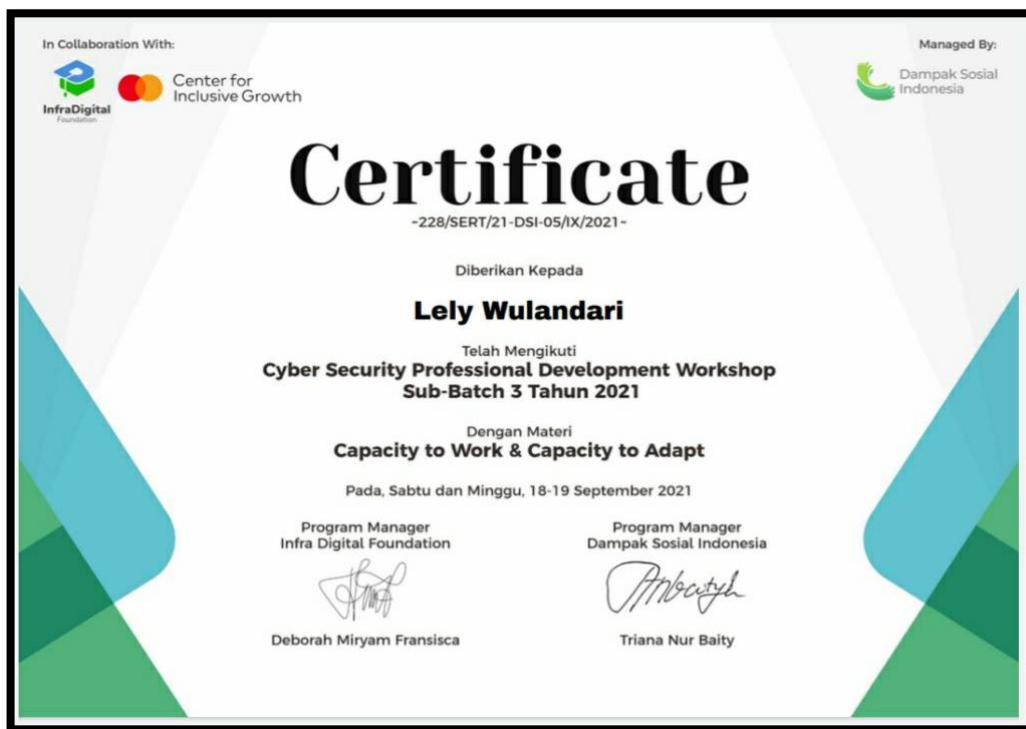 In Collaboration With:
Managed By:
InfraDigital
Foundation
Center for
Inclusive Growth
Dampak Sosial
Indonesia
Certificate
-228/SERT/21-DSI-05/IX/2021-
Diberikan Kepada
Lely Wulandari
Telah Mengikuti
Cyber Security Professional Development Workshop
Sub-Batch 3 Tahun 2021
Dengan Materi
Capacity to Work & Capacity to Adapt
Pada, Sabtu dan Minggu, 18-19 September 2021
Program Manager
Infra Digital Foundation
Deborah Miryam Fransisca
Program Manager
Dampak Sosial Indonesia
Triana Nur Baity